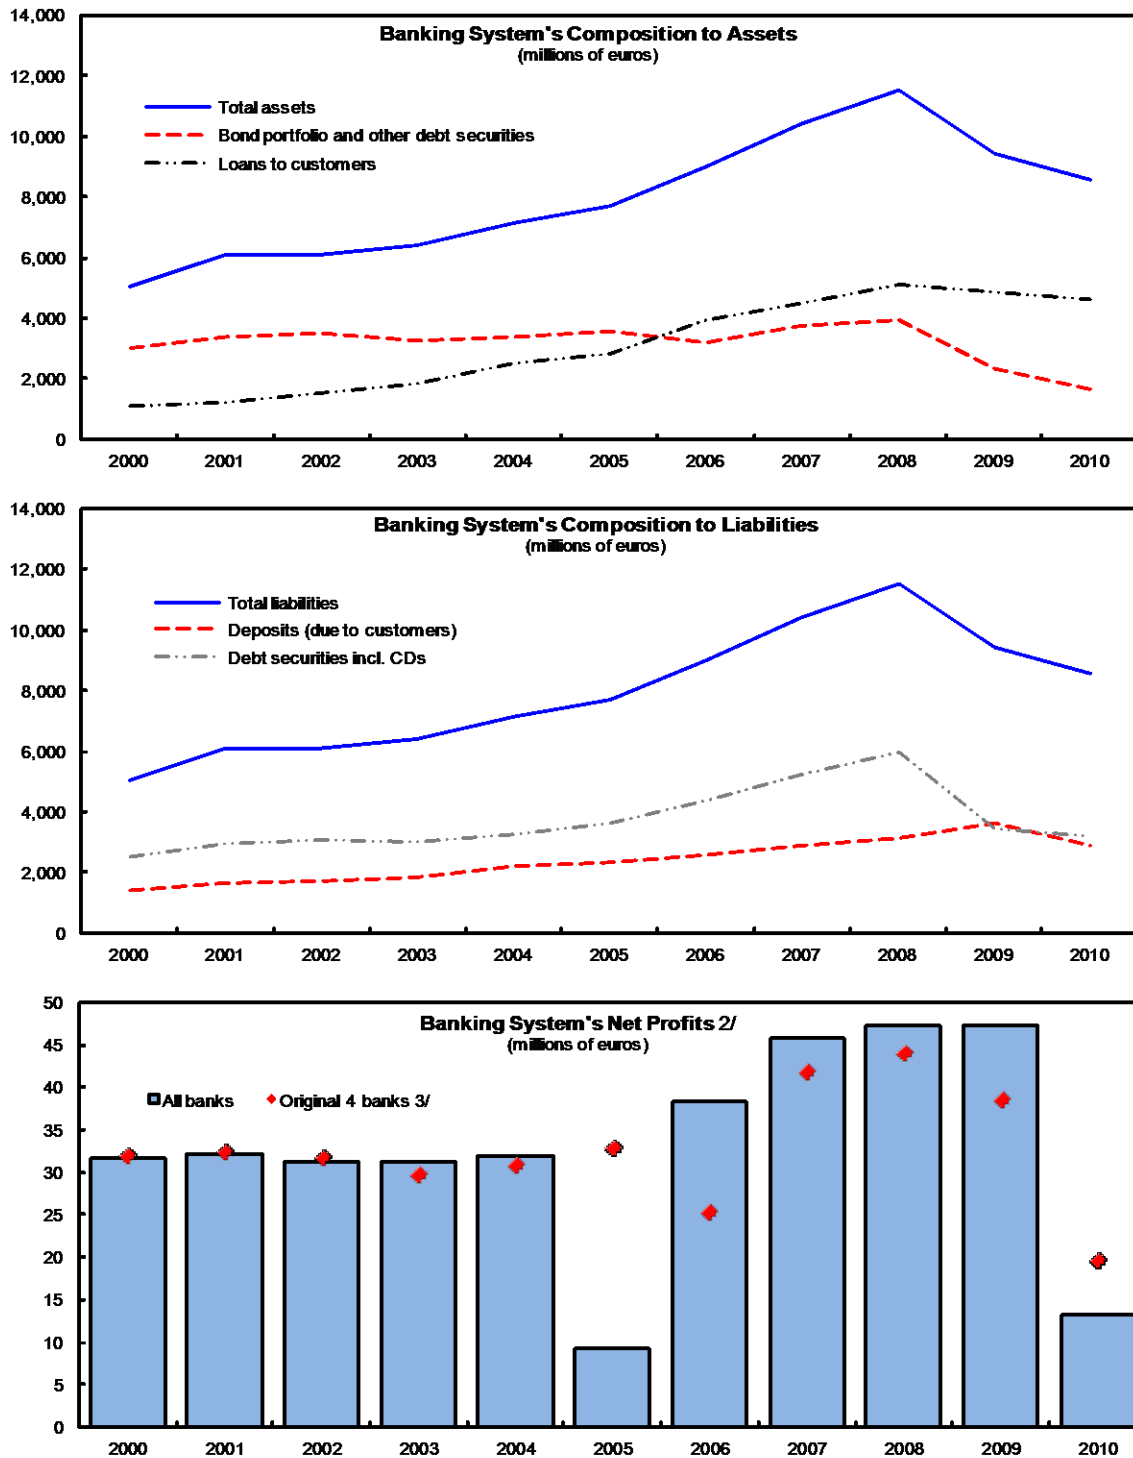 14,000
Banking System's Composition to Assets
(millions of euros)
12,000
Total assets
10,000
Bond portfolio and other debt securities
Loans to customers
8,000
6,000
4,000
2,000
0
2000 2001 2002 2003 2004 2005 2006 2007 2008 2009 2010
14,000
Banking System's Composition to Liabilities
(millions of euros)
12,000
Total liabilities
10,000
Deposits (due to customers)
Debt securities incl. CDs
8,000
6,000
4,000
2,000
0
2000 2001 2002 2003 2004 2005 2006 2007 2008 2009 2010
50
Banking System's Net Profits 2/
(millions of euros)
45
40
All banks Original 4 banks 3/
35
30
25
20
15
10
5
0
2000 2001 2002 2003 2004 2005 2006 2007 2008 2009 2010